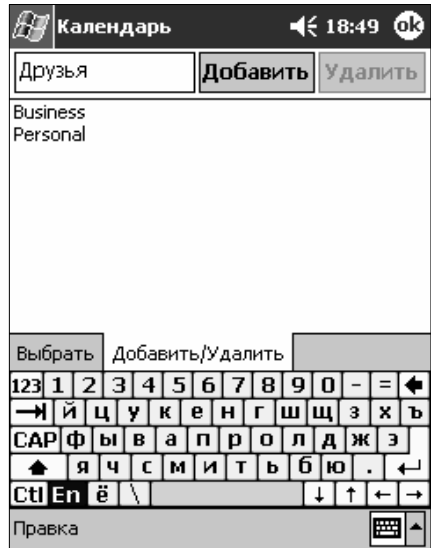 Календарь 18:49 ok
Друзья Добавить Удалить
Business
Personal
Выбрать Добавить/Удалить
123 1 2 3 4 5 6 7 8 9 0 - =
й ц у к е н г ш щ з х ъ
CAP ф ы в а п р о л д ж э
я ч с м и т ь б ю .
Ctl En ё \ ↓ ↑ ← →
Правка